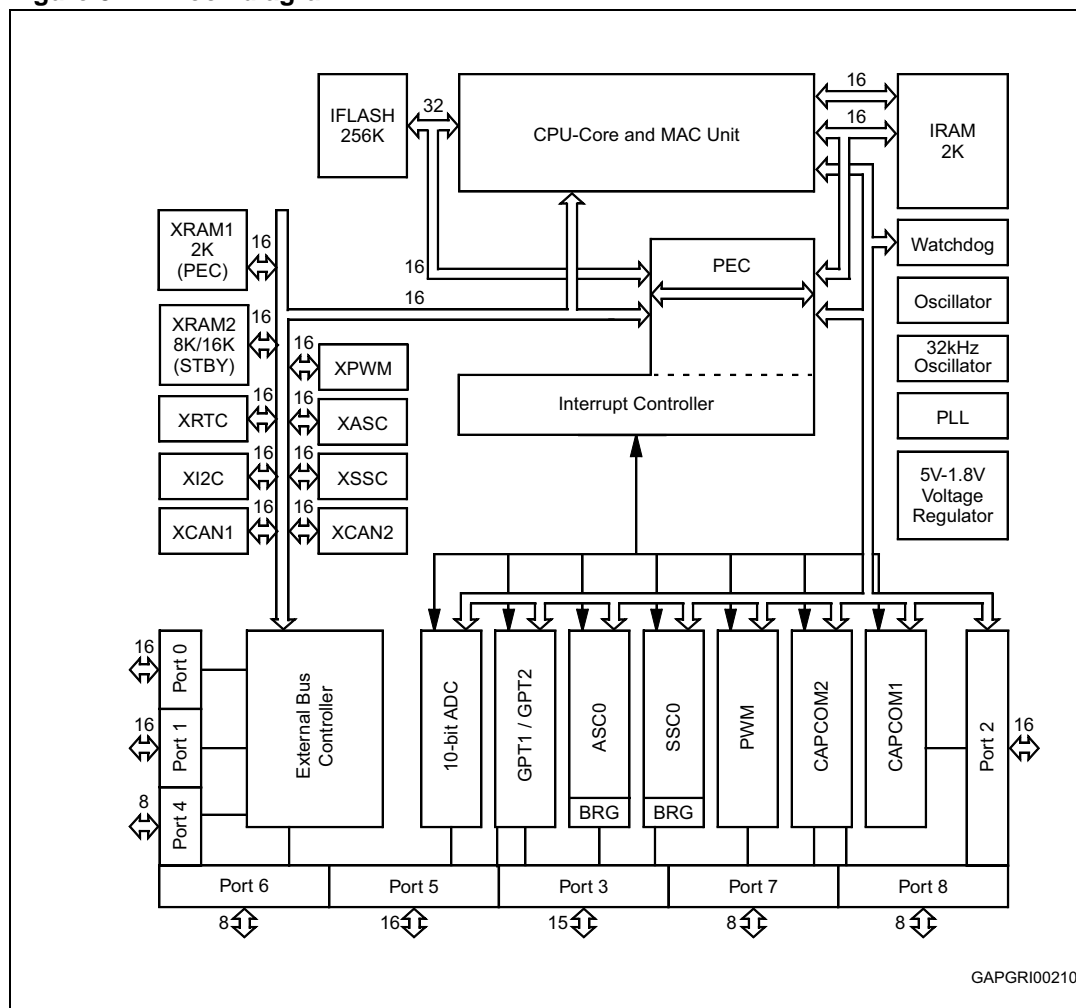 IFLASH
256K
32
CPU-Core and MAC Unit
16
16
IRAM
2K
XRAM1
2K
(PEC)
16
16
16
PEC
Watchdog
Oscillator
32kHz
Oscillator
PLL
5V-1.8V
Voltage
Regulator
XRAM2
8K/16K
(STBY)
16
16
XPWM
Interrupt Controller
XRTC
16
16
XASC
XI2C
16
16
XSSC
XCAN1
16
16
XCAN2
16
Port 0
16
Port 1
8
Port 4
External Bus
Controller
10-bit ADC
GPT1 / GPT2
ASC0
BRG
SSC0
BRG
PWM
CAPCOM2
CAPCOM1
Port 2
16
Port 6
Port 5
Port 3
Port 7
Port 8
8
16
15
8
8
GAPGRI00210